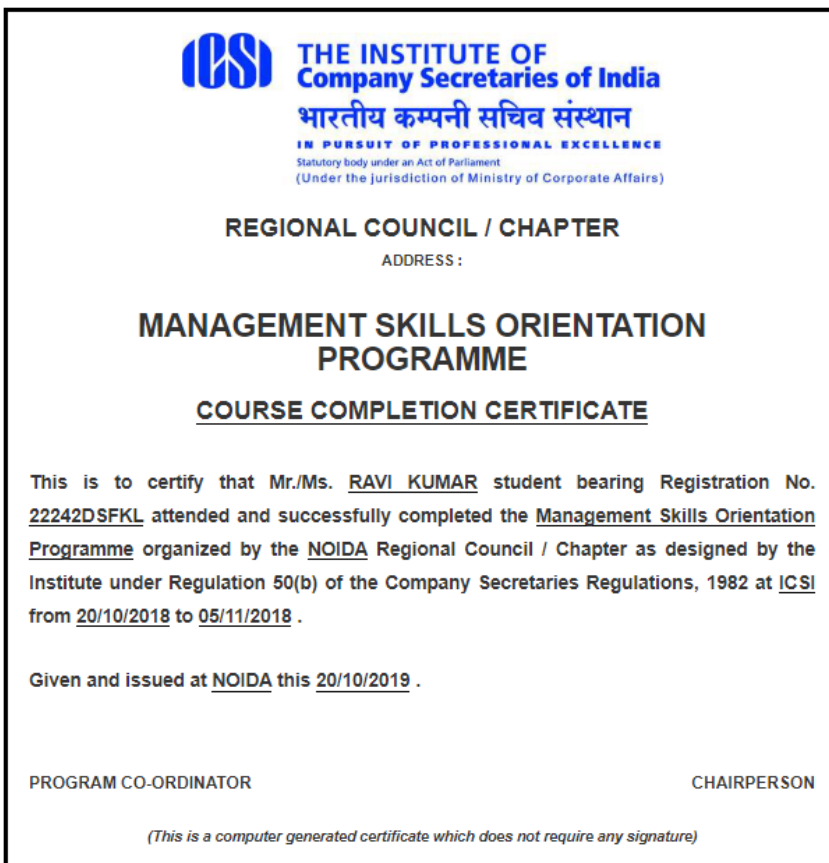 ICSI
THE INSTITUTE OF
Company Secretaries of India
भारतीय कम्पनी सचिव संस्थान
IN PURSUIT OF PROFESSIONAL EXCELLENCE
Statutory body under an Act of Parliament
(Under the jurisdiction of Ministry of Corporate Affairs)
REGIONAL COUNCIL / CHAPTER
ADDRESS :
MANAGEMENT SKILLS ORIENTATION
PROGRAMME
COURSE COMPLETION CERTIFICATE
This is to certify that Mr./Ms. RAVI KUMAR student bearing Registration No.
22242DSFKL attended and successfully completed the Management Skills Orientation
Programme organized by the NOIDA Regional Council / Chapter as designed by the
Institute under Regulation 50(b) of the Company Secretaries Regulations, 1982 at ICSI
from 20/10/2018 to 05/11/2018 .
Given and issued at NOIDA this 20/10/2019 .
PROGRAM CO-ORDINATOR CHAIRPERSON
(This is a computer generated certificate which does not require any signature)